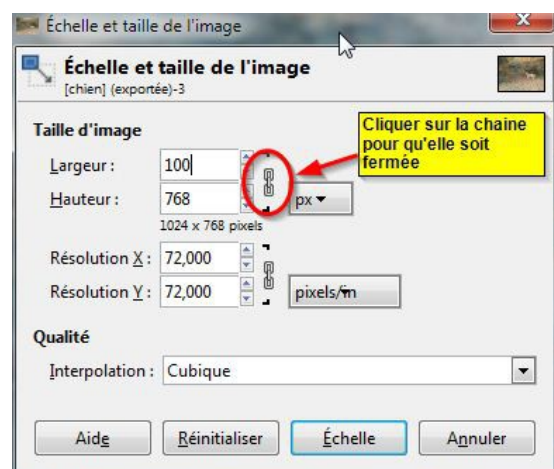 Échelle et taille de l'image
Échelle et taille de l'image
[chien] (exportée)-3
Taille d'image
Cliquer sur la chaine
pour qu'elle soit
fermée
Largeur : 100
Hauteur : 768 px
1024 x 768 pixels
Résolution X : 72,000
Résolution Y : 72,000 pixels/in
Qualité
Interpolation : Cubique
Aide Réinitialiser Échelle Annuler